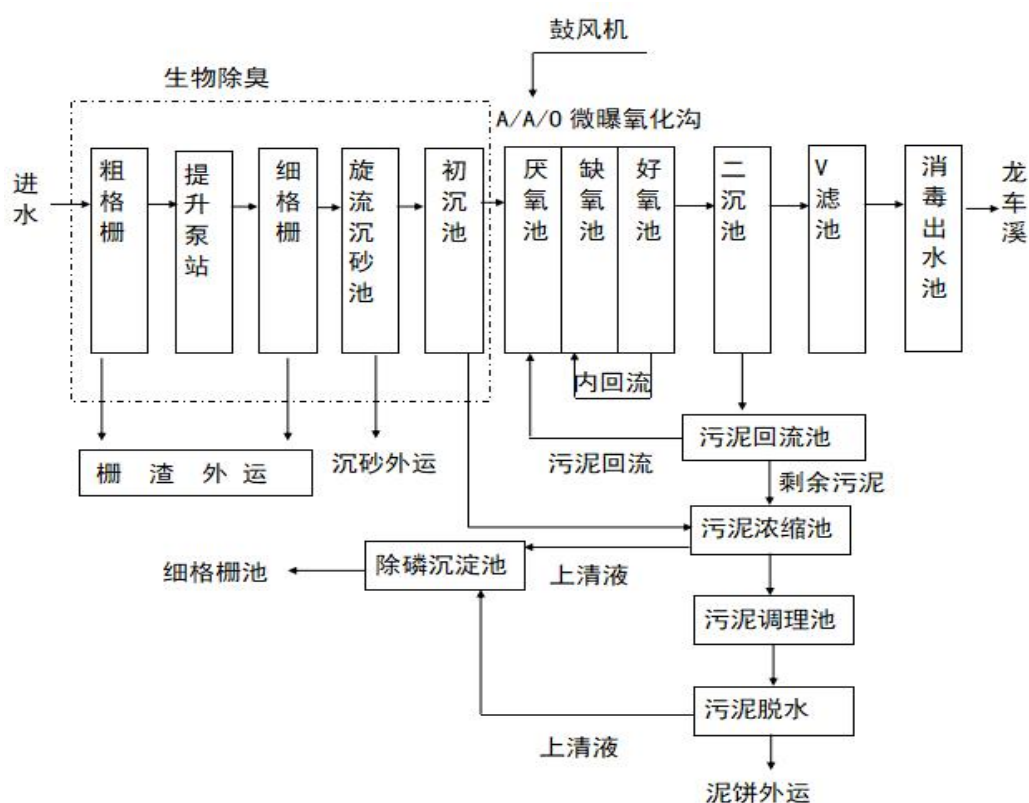 鼓风机
生物除臭
A/A/O 微曝氧化沟
进水
粗格栅
提升泵站
细格栅
旋流沉砂池
初沉池
厌氧池
缺氧池
好氧池
二沉池
V滤池
消毒出水池
龙车溪
内回流
污泥回流池
栅 渣 外 运
沉砂外运
污泥回流
剩余污泥
污泥浓缩池
除磷沉淀池
细格栅池
上清液
污泥调理池
污泥脱水
上清液
泥饼外运